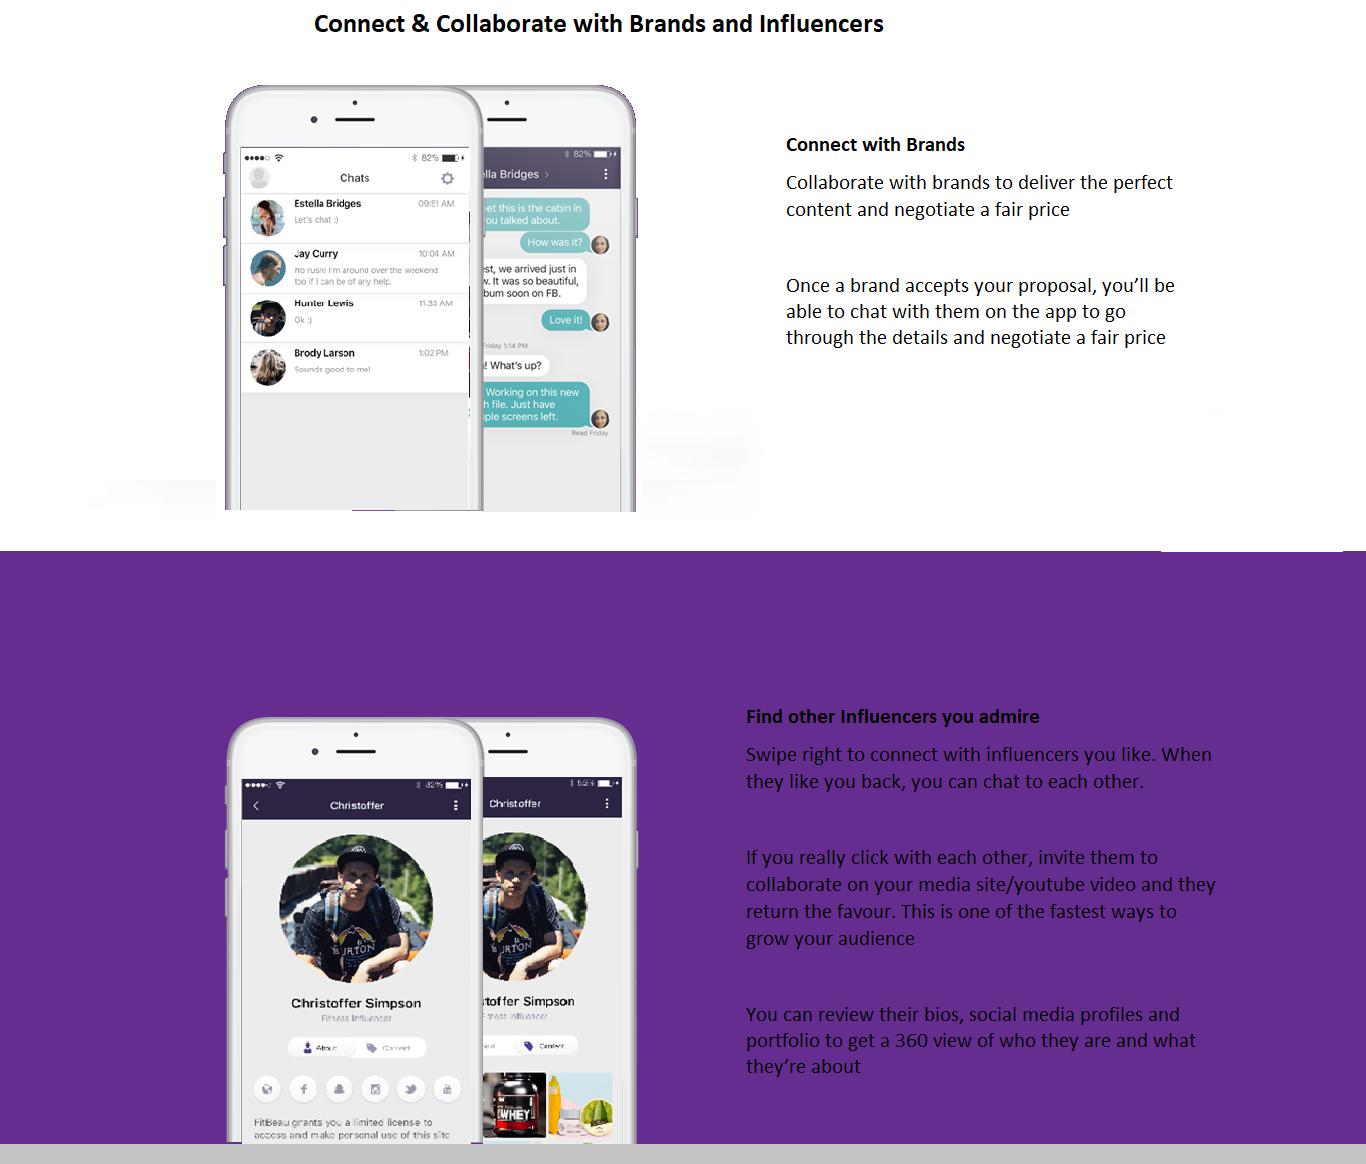 Connect & Collaborate with Brands and Influencers
82%
Chats
Estella Bridges
09:51 AM
Let's chat :)
Jay Curry
10:04 AM
No rush! I'm around over the weekend
too if I can be of any help.
Hunter Lewis
11:33 AM
Ok :)
Brody Larson
1:02 PM
Sounds good to me!
82%
lla Bridges
et this is the cabin in
ou talked about.
How was it?
st, we arrived just in
w. It was so beautiful,
bum soon on FB.
Love it!
Friday 1:14 PM
! What's up?
Working on this new
h file. Just have
ple screens left.
Read Friday
Connect with Brands
Collaborate with brands to deliver the perfect
content and negotiate a fair price
Once a brand accepts your proposal, you’ll be
able to chat with them on the app to go
through the details and negotiate a fair price
82%
Christoffer
BURTON
Christoffer Simpson
Fitness Influencer
About
Content
FitBeau grants you a limited license to
access and make personal use of this site
Christoffer
RTON
stoffer Simpson
Fitness Influencer
Content
WHEY
Find other Influencers you admire
Swipe right to connect with influencers you like. When
they like you back, you can chat to each other.
If you really click with each other, invite them to
collaborate on your media site/youtube video and they
return the favour. This is one of the fastest ways to
grow your audience
You can review their bios, social media profiles and
portfolio to get a 360 view of who they are and what
they’re about